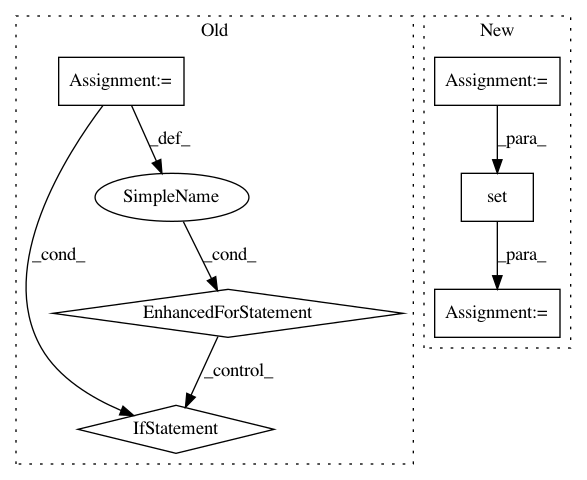 Old
New
Assignment:=
Assignment:=
_def_
_para_
SimpleName
set
_cond_
_cond_
_para_
EnhancedForStatement
Assignment:=
_control_
IfStatement